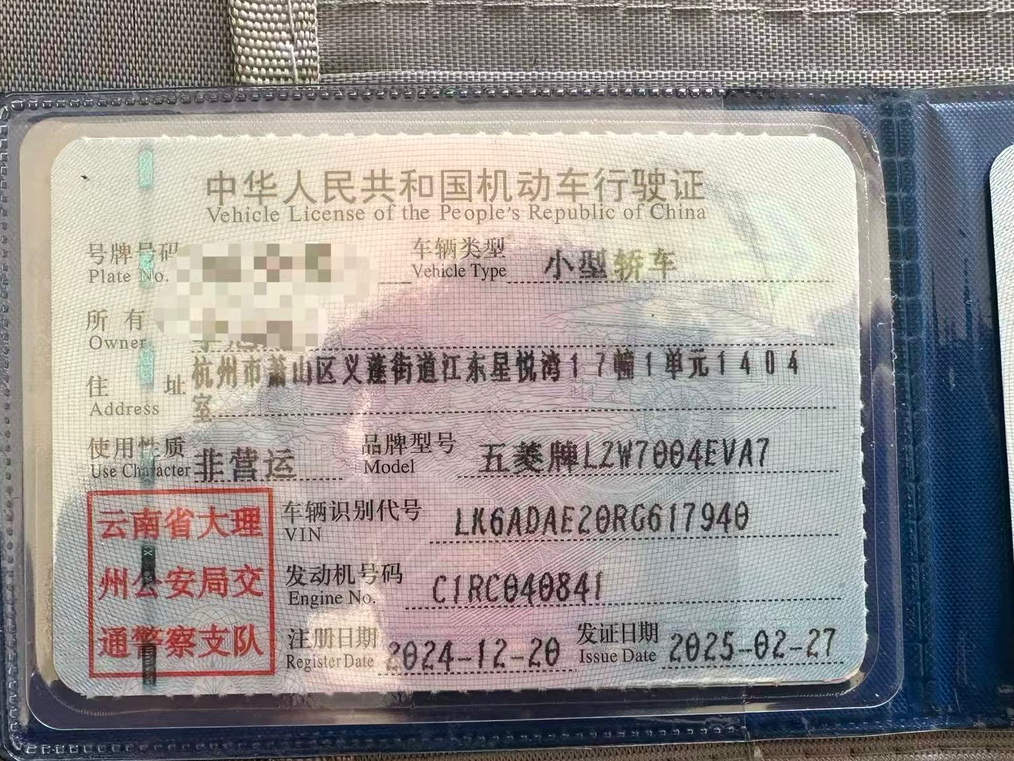 中华人民共和国机动车行驶证
Vehicle License of the People's Republic of China
号牌号码
Plate No.
车辆类型 小型轿车
Vehicle Type
所有
Owner
住址 杭州市萧山区义蓬街道江东星悦湾17幢1单元1404
室
Address
使用性质 非营运
Use Character
品牌型号 五菱牌LZW7004EVA7
Model
云南省大理
州公安局交
通警察支队
车辆识别代号 LK6ADAE20RG617940
VIN
发动机号码 C1RC040841
Engine No.
注册日期 2024-12-20
Register Date
发证日期 2025-02-27
Issue Date